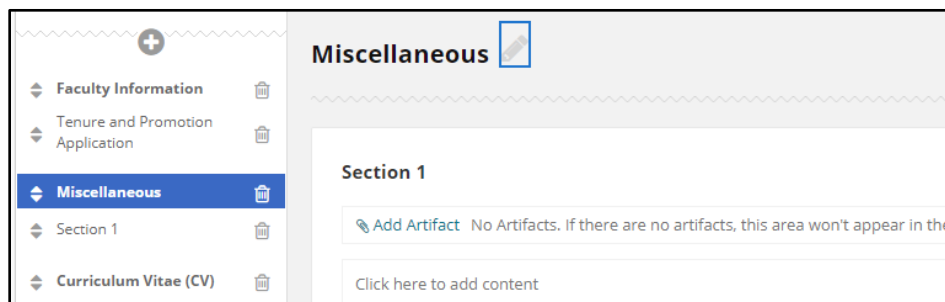 Faculty Information
Tenure and Promotion
Application
Miscellaneous
Section 1
Curriculum Vitae (CV)
Miscellaneous
Section 1
Add Artifact No Artifacts. If there are no artifacts, this area won't appear in the
Click here to add content